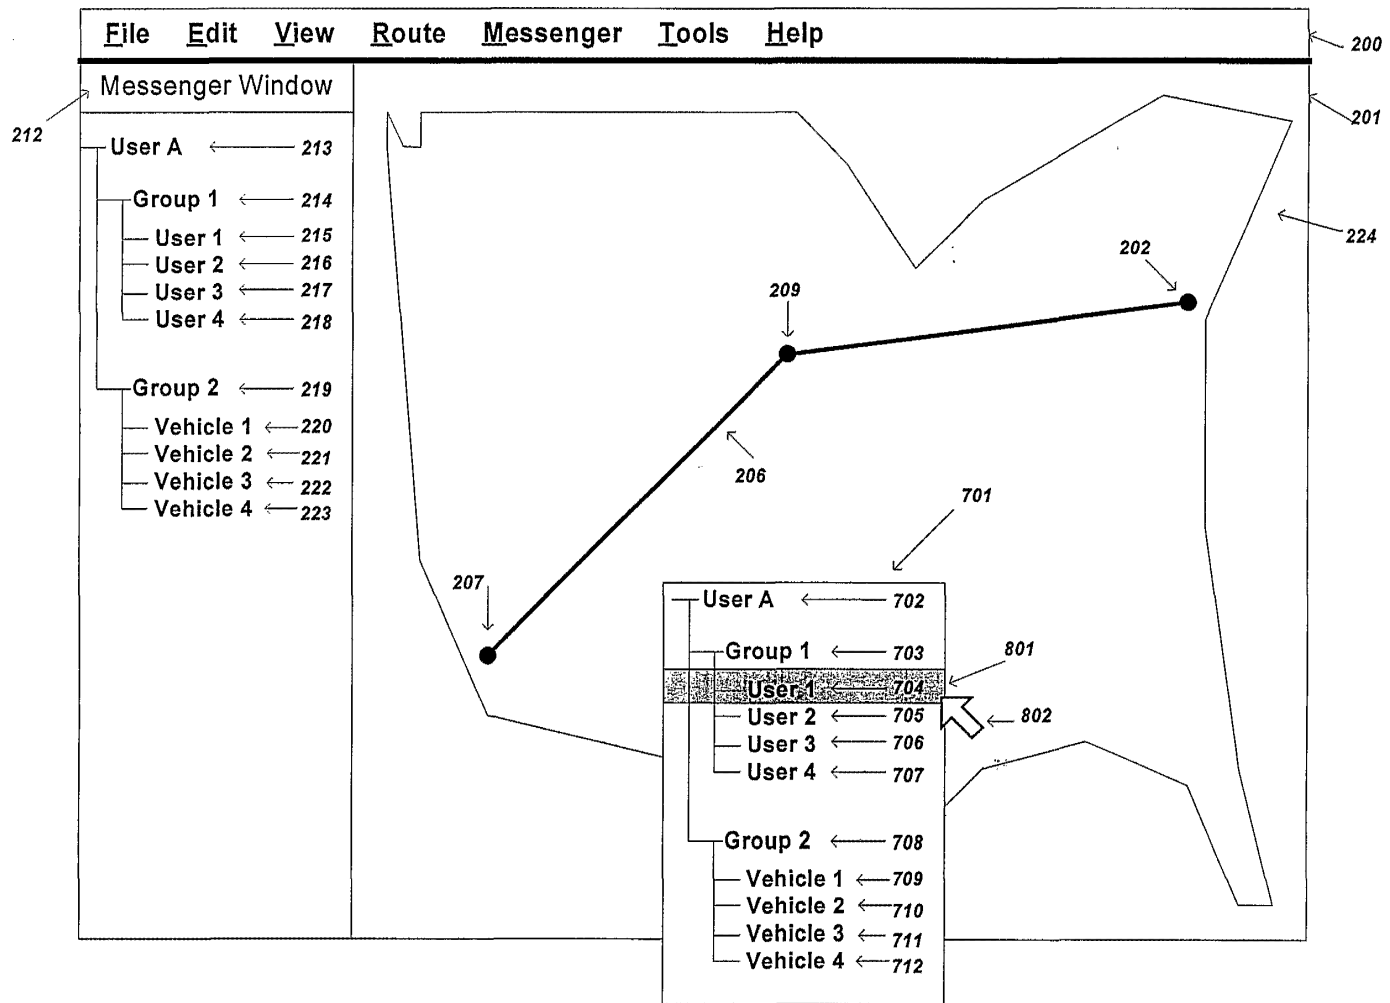 File Edit View Route Messenger Tools Help
200
Messenger Window
201
212
User A 213
Group 1 214
User 1 215
User 2 216
User 3 217
User 4 218
Group 2 219
Vehicle 1 220
Vehicle 2 221
Vehicle 3 222
Vehicle 4 223
224
202
209
206
207
701
User A 702
Group 1 703
801
User 1 704
User 2 705
802
User 3 706
User 4 707
Group 2 708
Vehicle 1 709
Vehicle 2 710
Vehicle 3 711
Vehicle 4 712